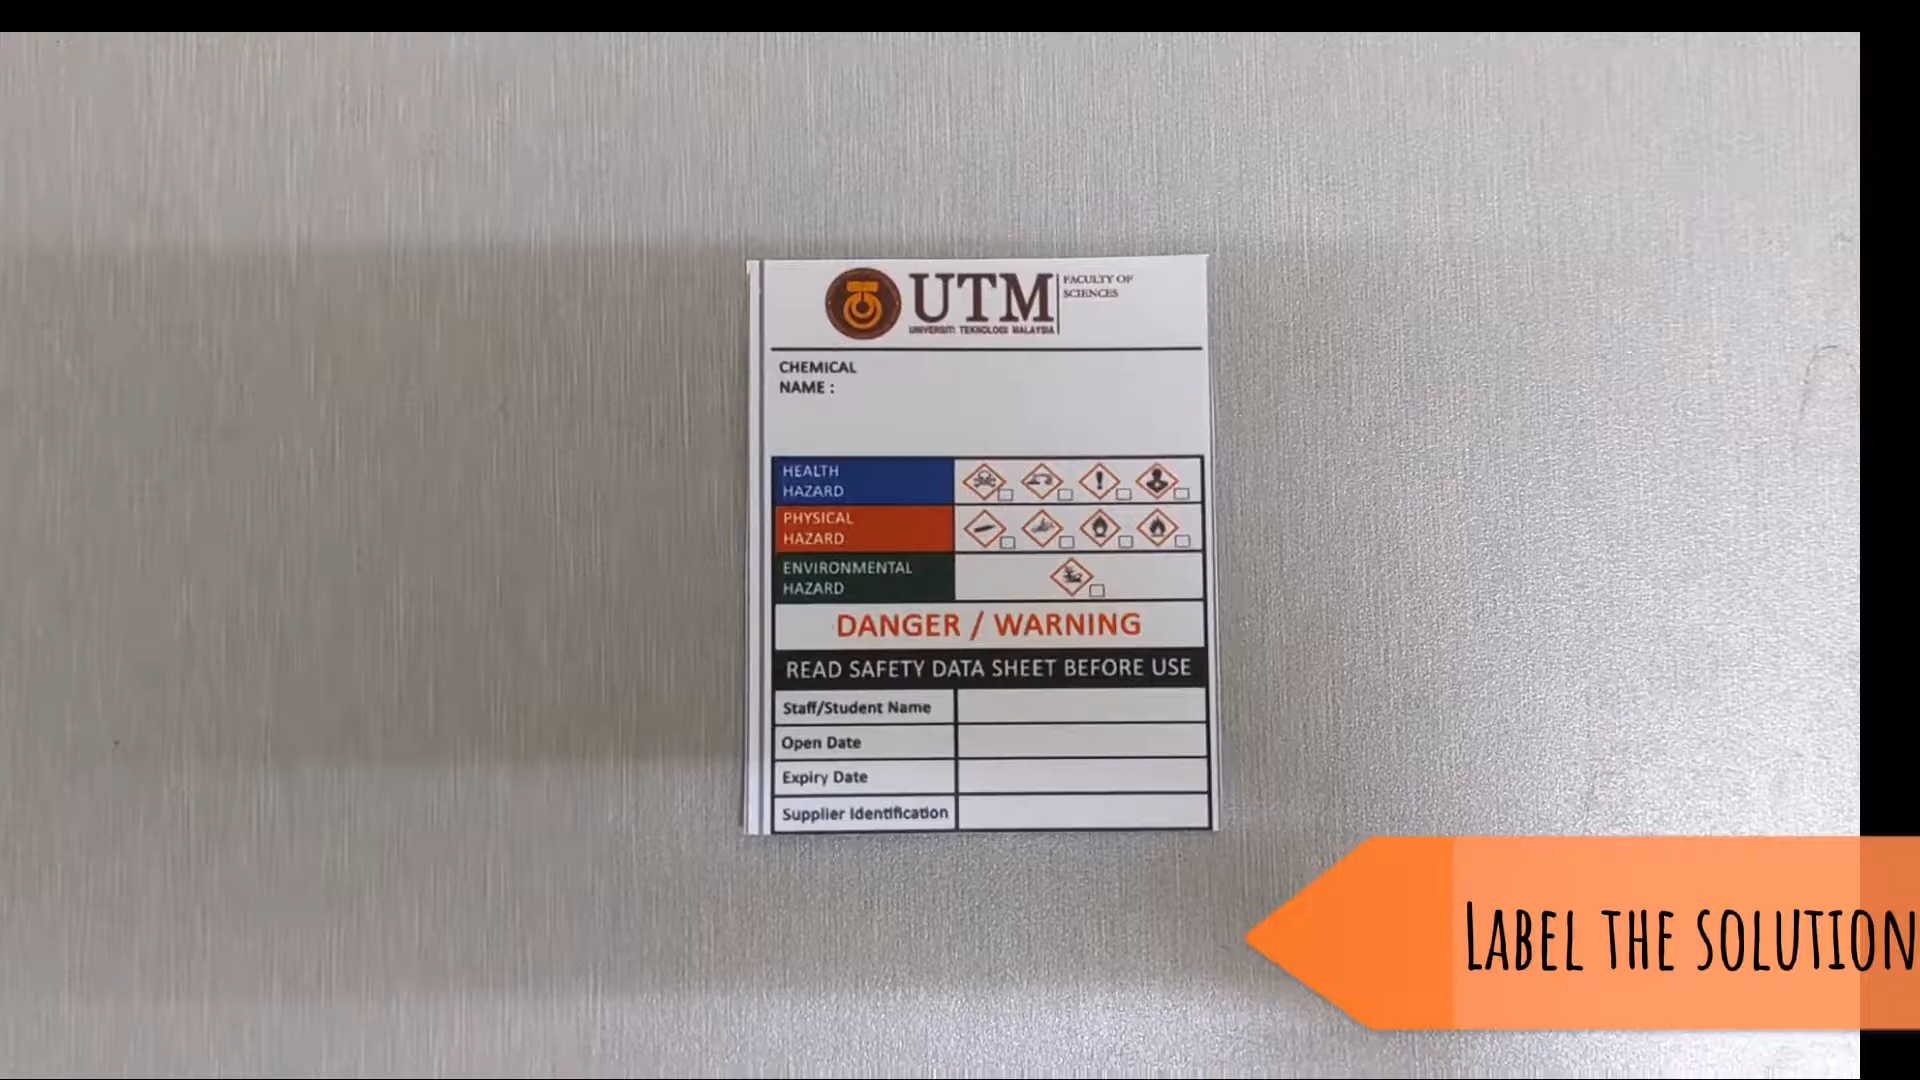 UTM
UNIVERSITI TEKNOLOGI MALAYSIA
FACULTY OF
SCIENCES
CHEMICAL
NAME :
HEALTH
HAZARD
PHYSICAL
HAZARD
ENVIRONMENTAL
HAZARD
DANGER / WARNING
READ SAFETY DATA SHEET BEFORE USE
Staff/Student Name
Open Date
Expiry Date
Supplier Identification
LABEL THE SOLUTION